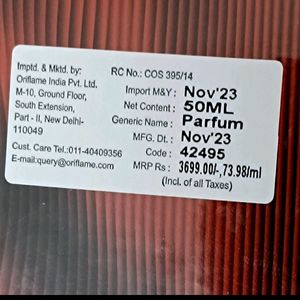 Imptd. & Mktd. by:
Oriflame India Pvt. Ltd.
M-10, Ground Floor,
South Extension,
Part - II, New Delhi-
110049
Cust. Care Tel.:011-40409356
E-mail:query@oriflame.com
RC No.: COS 395/14
Import M&Y : Nov'23
Net Content : 50ML
Generic Name : Parfum
MFG. Dt. : Nov'23
Code : 42495
MRP Rs : 3699.00/-,73.98/ml
(Incl. of all Taxes)